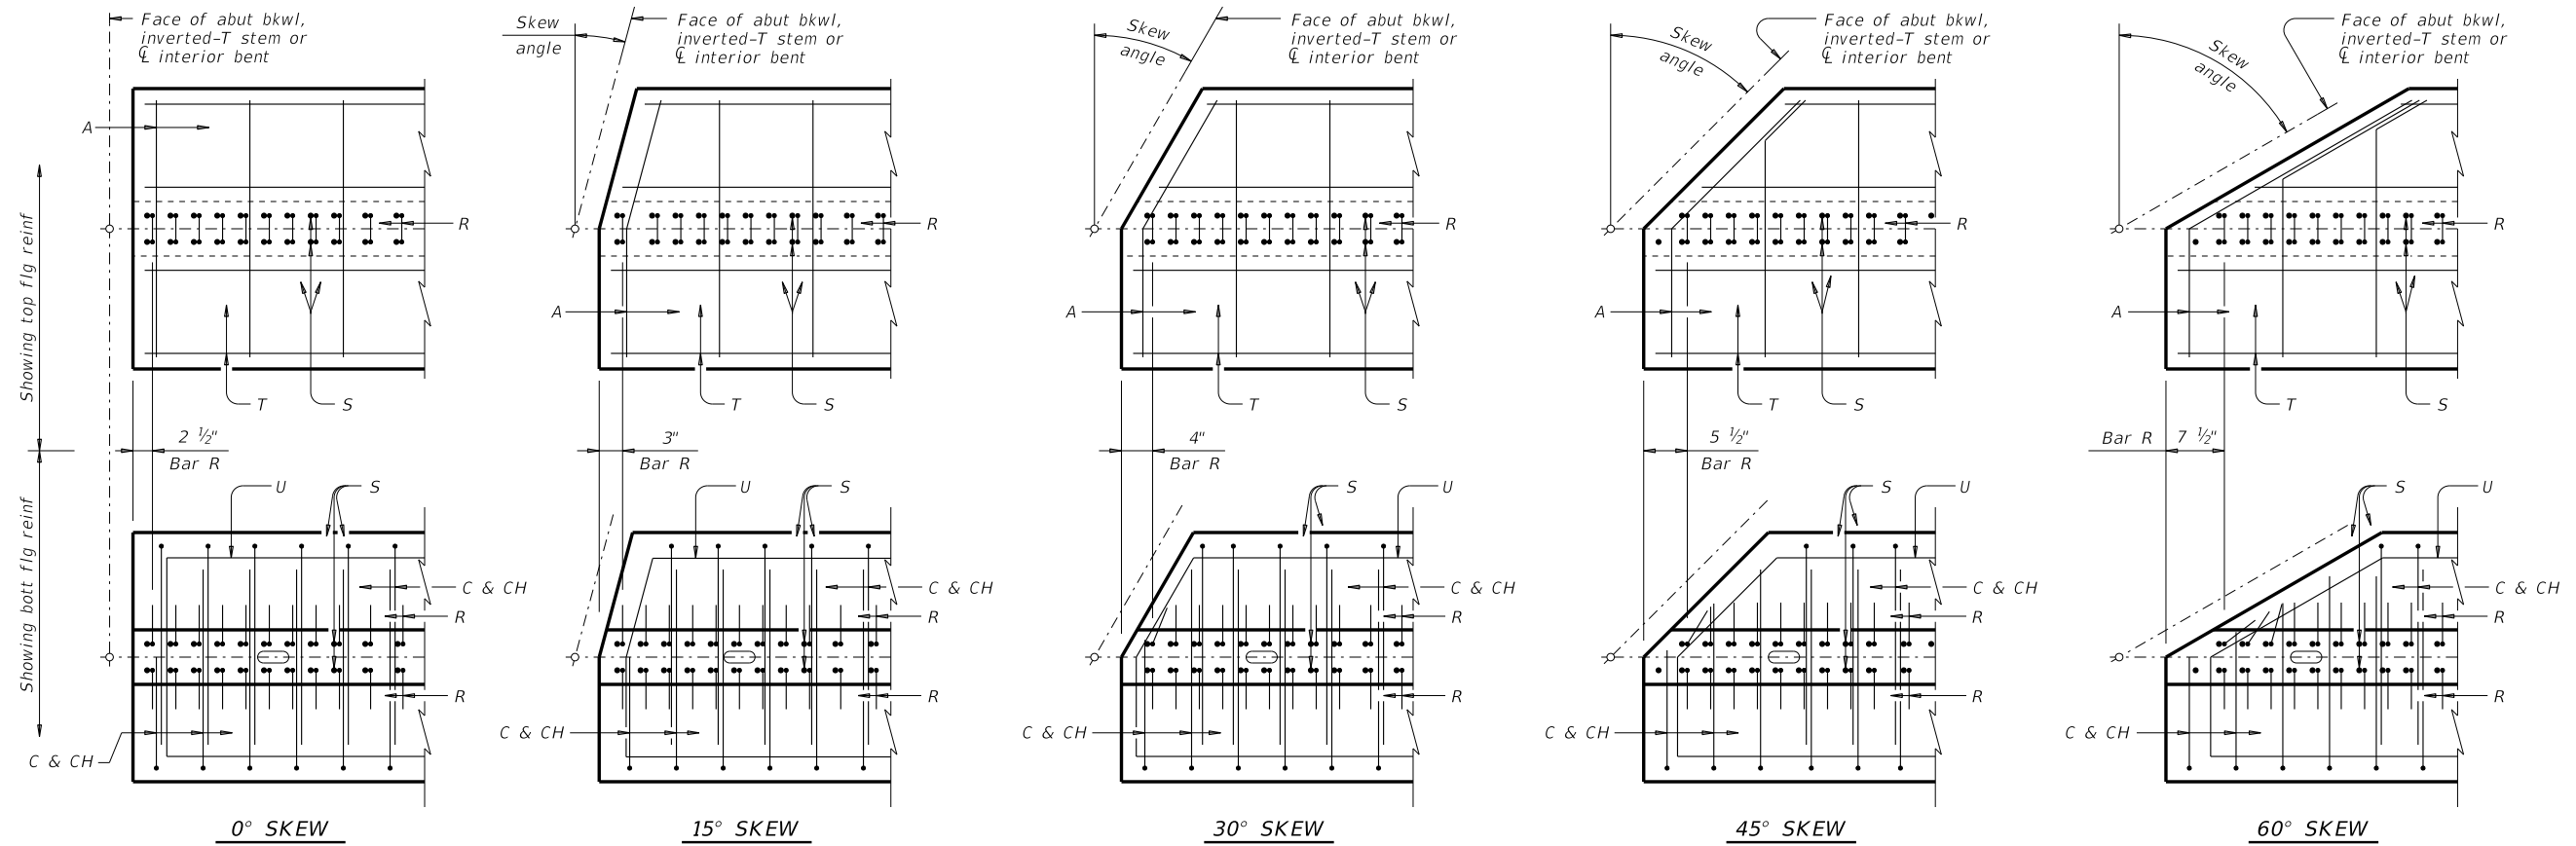 Face of abut bkwl,
inverted-T stem or
℄ interior bent
Skew
angle
Face of abut bkwl,
inverted-T stem or
℄ interior bent
Skew
angle
Face of abut bkwl,
inverted-T stem or
℄ interior bent
Skew
angle
Face of abut bkwl,
inverted-T stem or
℄ interior bent
Skew
angle
Face of abut bkwl,
inverted-T stem or
℄ interior bent
Showing top flg reinf
A
R
T
S
A
R
T
S
A
R
T
S
A
R
T
S
A
R
T
S
2 ½"
Bar R
3"
Bar R
4"
Bar R
5 ½"
Bar R
Bar R 7 ½"
Showing bott flg reinf
U
S
C & CH
R
R
C & CH
U
S
C & CH
R
R
C & CH
S
U
C & CH
R
R
C & CH
S
U
C & CH
R
R
C & CH
S
U
C & CH
R
R
C & CH
0° SKEW
15° SKEW
30° SKEW
45° SKEW
60° SKEW